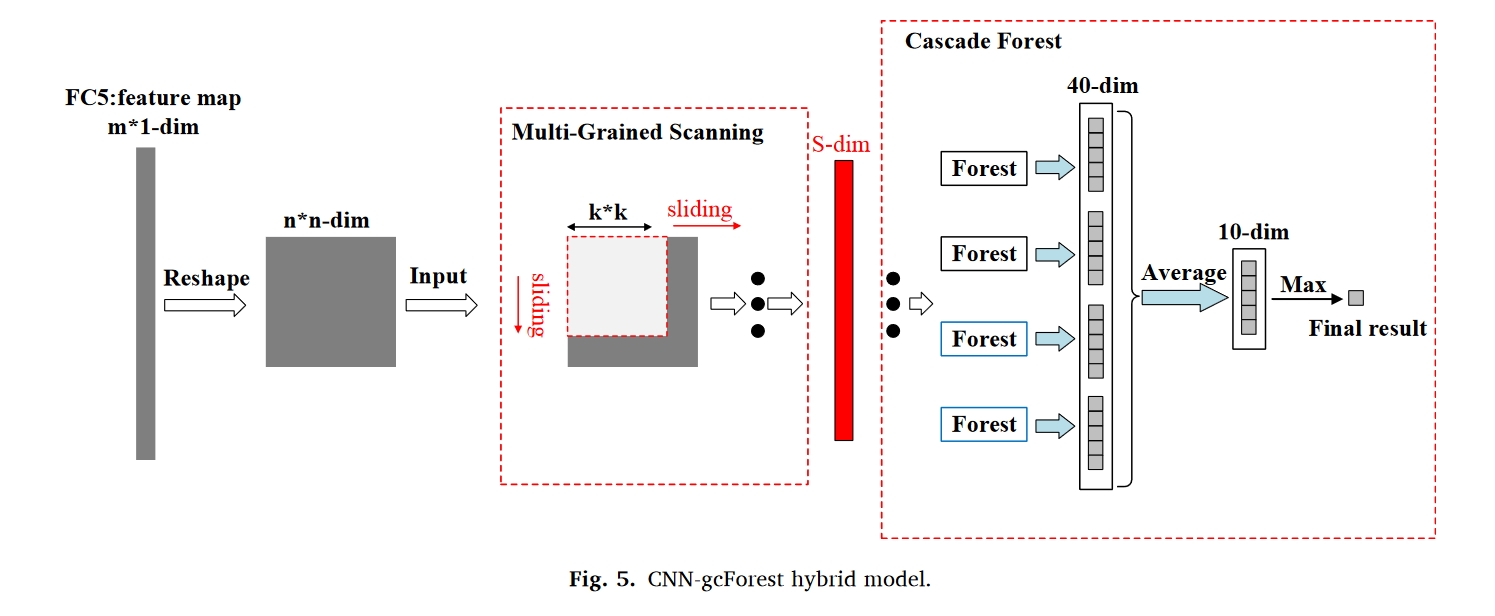 Cascade Forest
FC5:feature map
m*1-dim
Reshape
n*n-dim
Input
Multi-Grained Scanning
k*k
sliding
sliding
S-dim
Forest
Forest
Forest
Forest
40-dim
Average
10-dim
Max
Final result
Fig. 5. CNN-gcForest hybrid model.